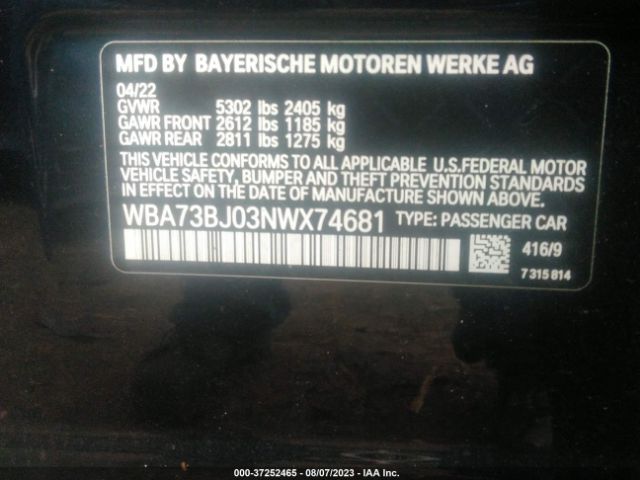 MFD BY BAYERISCHE MOTOREN WERKE AG
04/22
GVWR 5302 lbs 2405 kg
GAWR FRONT 2612 lbs 1185 kg
GAWR REAR 2811 lbs 1275 kg
THIS VEHICLE CONFORMS TO ALL APPLICABLE U.S.FEDERAL MOTOR
VEHICLE SAFETY, BUMPER AND THEFT PREVENTION STANDARDS
IN EFFECT ON THE DATE OF MANUFACTURE SHOWN ABOVE.
WBA73BJ03NWX74681 TYPE: PASSENGER CAR
416/9
7 315 814
000-37252465 - 08/07/2023 - IAA Inc.